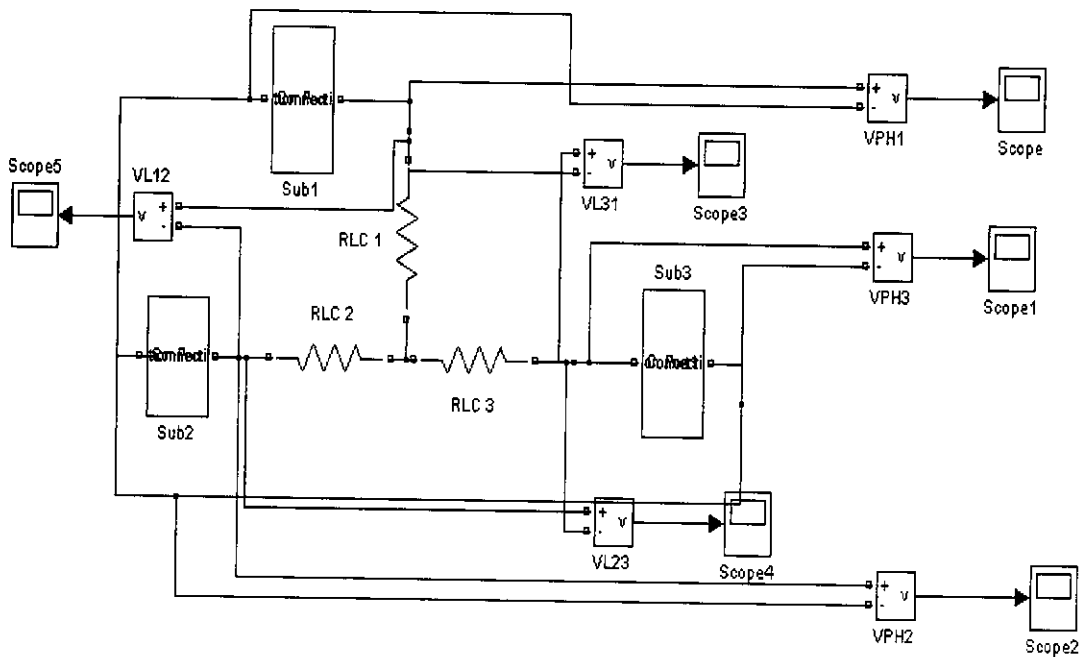 +
-
v
VPH1
Scope
Sub1
+
-
v
VL31
Scope3
Scope5
VL12
v
+
-
RLC 1
+
-
v
VPH3
Scope1
Sub3
RLC 2
RLC 3
Sub2
+
-
v
VL23
Scope4
+
-
v
VPH2
Scope2